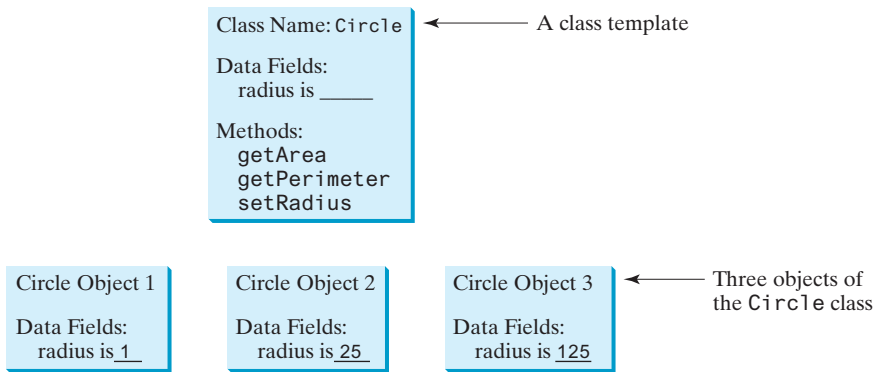 Class Name: Circle
A class template
Data Fields:
radius is _____
Methods:
getArea
getPerimeter
setRadius
Circle Object 1
Data Fields:
radius is 1
Circle Object 2
Data Fields:
radius is 25
Circle Object 3
Data Fields:
radius is 125
Three objects of
the Circle class